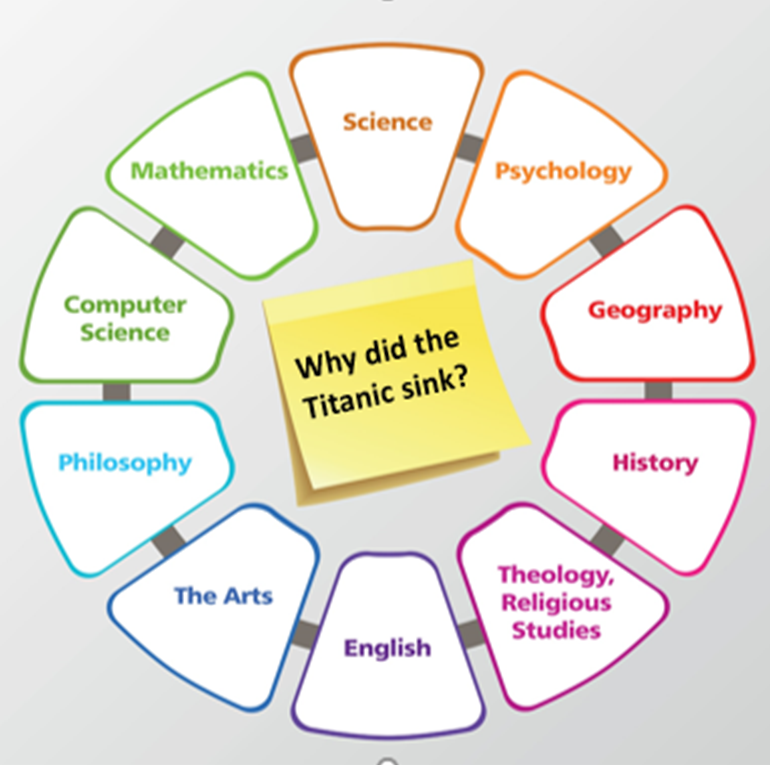 Science
Psychology
Geography
History
Theology,
Religious
Studies
English
The Arts
Philosophy
Computer
Science
Mathematics
Why did the
Titanic sink?